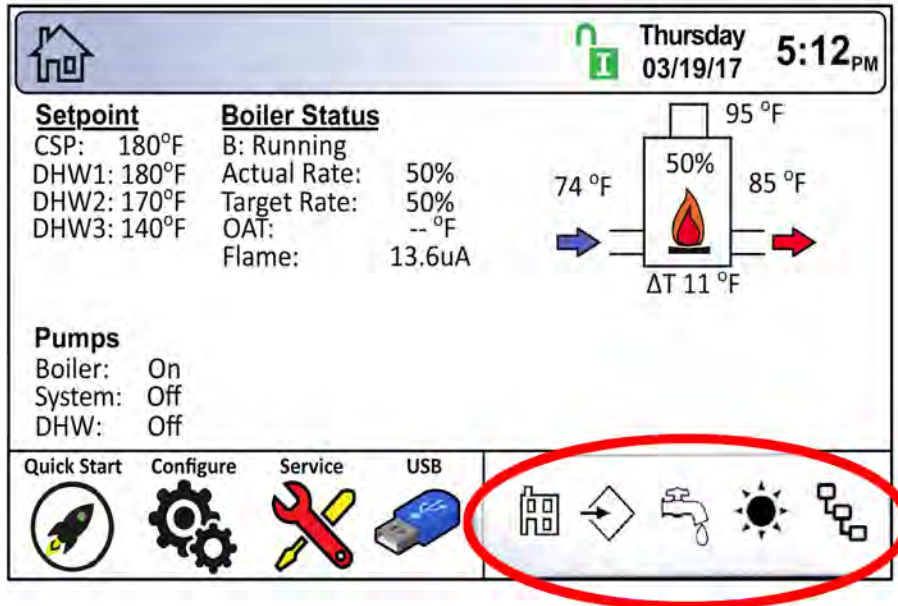 Thursday
03/19/17
5:12PM
Setpoint
CSP: 180°F
DHW1: 180°F
DHW2: 170°F
DHW3: 140°F
Boiler Status
B: Running
Actual Rate: 50%
Target Rate: 50%
OAT: -- °F
Flame: 13.6uA
95 °F
50%
74 °F
85 °F
ΔT 11 °F
Pumps
Boiler: On
System: Off
DHW: Off
Quick Start
Configure
Service
USB